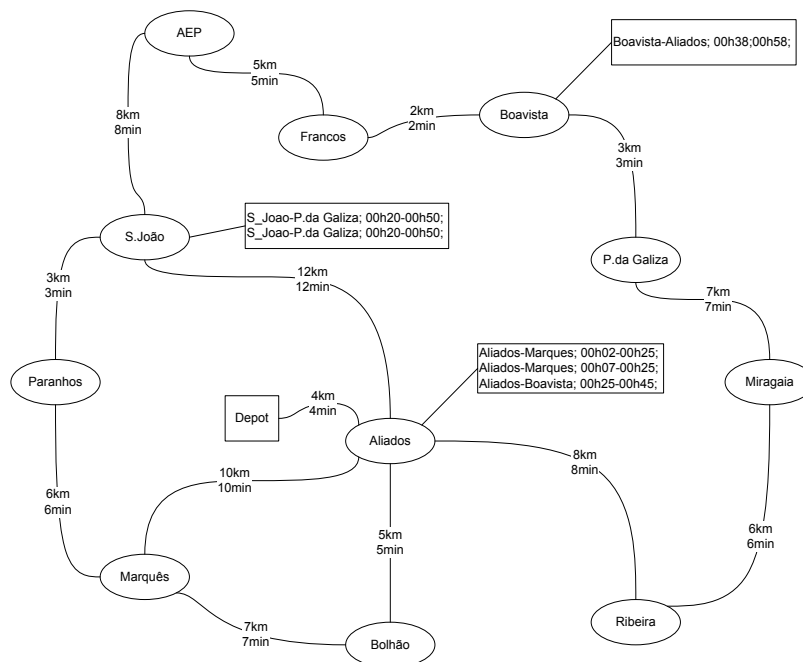 AEP
5km
5min
Boavista-Aliados; 00h38;00h58;
8km
8min
Francos
2km
2min
Boavista
3km
3min
S.João
S_Joao-P.da Galiza; 00h20-00h50;
S_Joao-P.da Galiza; 00h20-00h50;
P.da Galiza
12km
12min
7km
7min
3km
3min
Aliados-Marques; 00h02-00h25;
Aliados-Marques; 00h07-00h25;
Aliados-Boavista; 00h25-00h45;
Paranhos
Miragaia
Depot
4km
4min
Aliados
10km
10min
8km
8min
6km
6min
5km
5min
6km
6min
Marquês
7km
7min
Bolhão
Ribeira